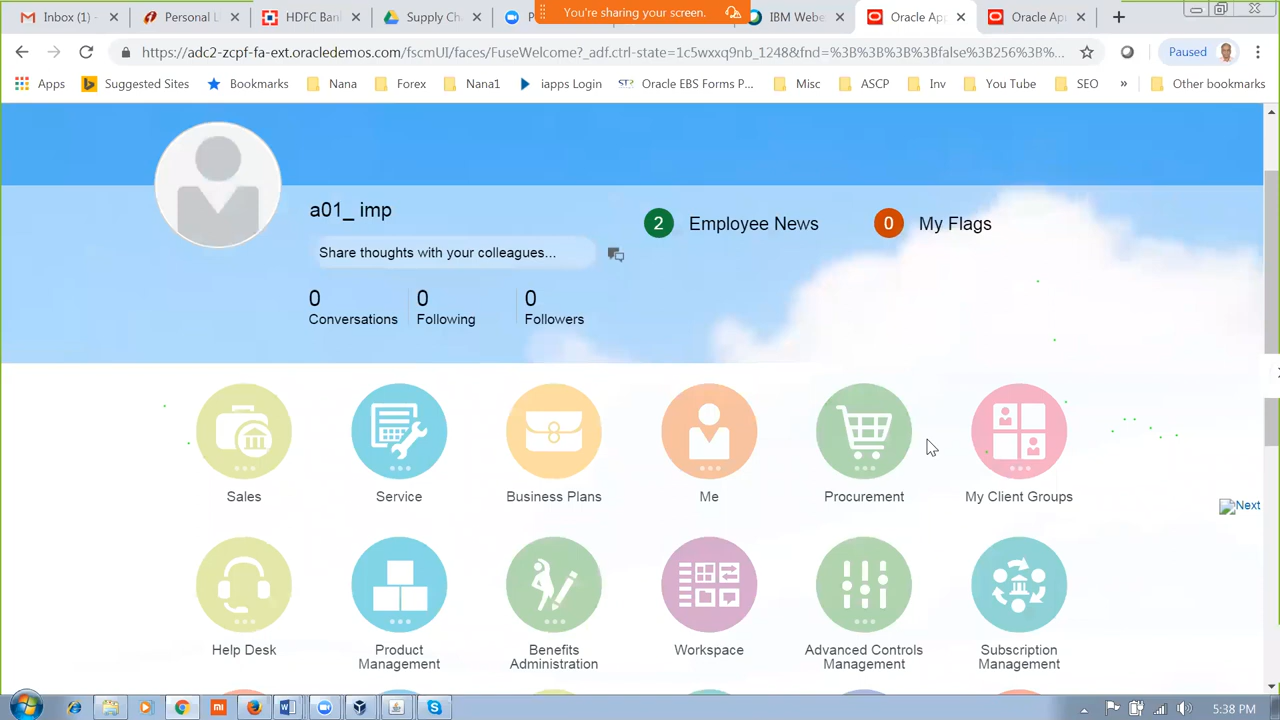 Inbox (1)
Personal L
HDFC Ban
Supply Ch
P
You're sharing your screen.
IBM Webe
Oracle App
Oracle Ap
https://adc2-zcpf-fa-ext.oracledemos.com/fscmUI/faces/FuseWelcome?_adf.ctrl-state=1c5wxxq9nb_1248&fnd=%3B%3B%3B%3Bfalse%3B256%3B%3...
Paused
Apps
Suggested Sites
Bookmarks
Nana
Forex
Nana1
iapps Login
Oracle EBS Forms P...
Misc
ASCP
Inv
You Tube
SEO
»
Other bookmarks
a01_ imp
2 Employee News
0 My Flags
Share thoughts with your colleagues...
0
Conversations
0
Following
0
Followers
Sales
Service
Business Plans
Me
Procurement
My Client Groups
Next
Help Desk
Product
Management
Benefits
Administration
Workspace
Advanced Controls
Management
Subscription
Management
5:38 PM